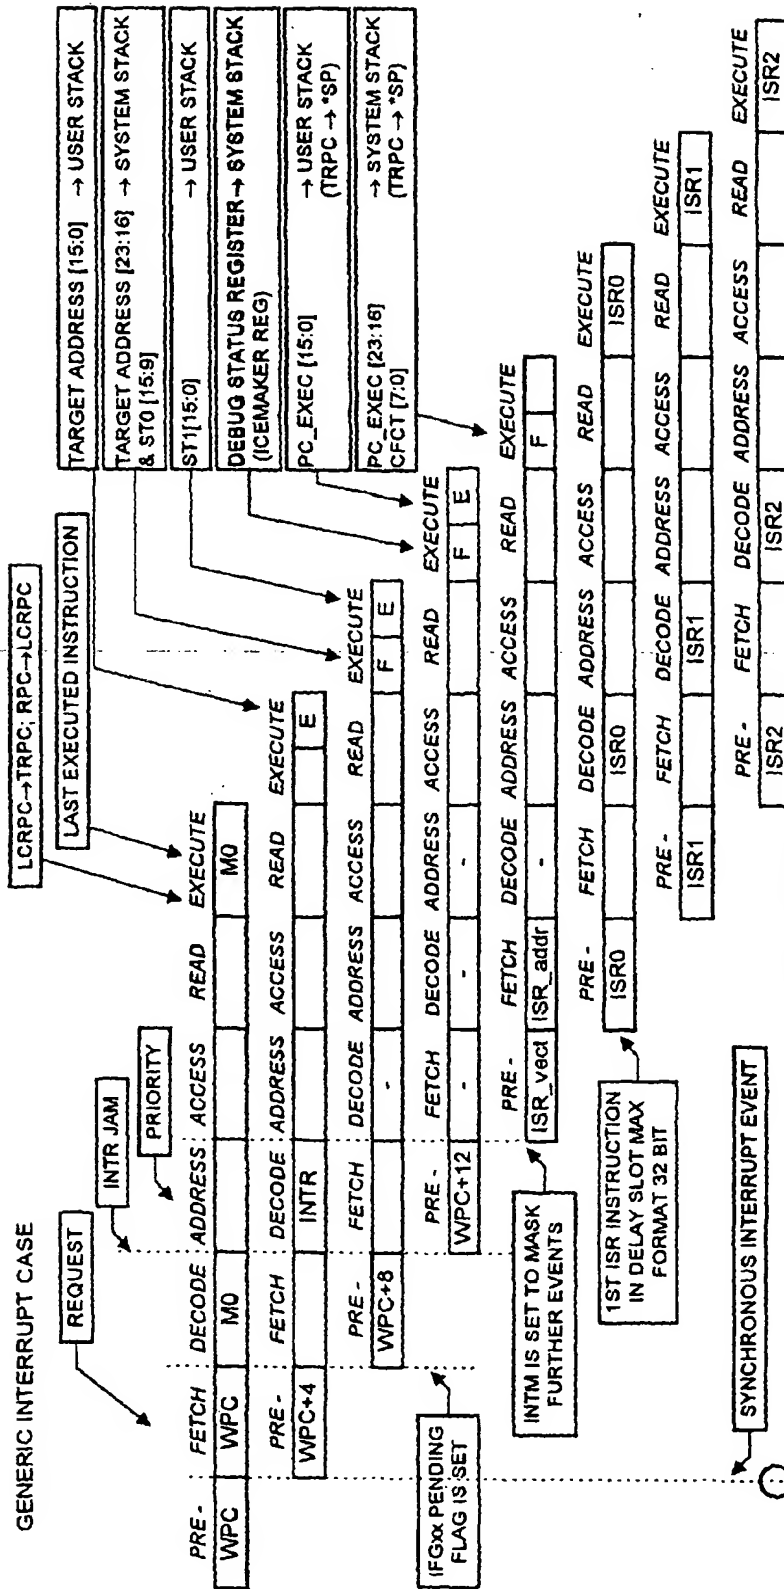 GENERIC INTERRUPT CASE
REQUEST
INTR JAM
PRIORITY
LCRPC→TRPC; RPC→LCRPC
LAST EXECUTED INSTRUCTION
TARGET ADDRESS [15:0] → USER STACK
TARGET ADDRESS [23:16] → SYSTEM STACK
& ST0 [15:9]
ST1[15:0] → USER STACK
DEBUG STATUS REGISTER→ SYSTEM STACK
(ICEMAKER REG)
PC_EXEC [15:0] → USER STACK
(TRPC → *SP)
PC_EXEC [23:16] → SYSTEM STACK
CFCT [7:0] (TRPC → *SP)
PRE - FETCH DECODE ADDRESS ACCESS READ EXECUTE
WPC WPC M0 M0
PRE - FETCH DECODE ADDRESS ACCESS READ EXECUTE
WPC+4 INTR E
PRE - FETCH DECODE ADDRESS ACCESS READ EXECUTE
WPC+8 - F E
PRE - FETCH DECODE ADDRESS ACCESS READ EXECUTE
WPC+12 - - - F E
PRE - FETCH DECODE ADDRESS ACCESS READ EXECUTE
ISR_vect ISR_addr - F
PRE - FETCH DECODE ADDRESS ACCESS READ EXECUTE
ISR0 ISR0 ISR0
PRE - FETCH DECODE ADDRESS ACCESS READ EXECUTE
ISR1 ISR1 ISR1
PRE - FETCH DECODE ADDRESS ACCESS READ EXECUTE
ISR2 ISR2 ISR2
IFGxx PENDING
FLAG IS SET
INTM IS SET TO MASK
FURTHER EVENTS
1ST ISR INSTRUCTION
IN DELAY SLOT MAX
FORMAT 32 BIT
SYNCHRONOUS INTERRUPT EVENT